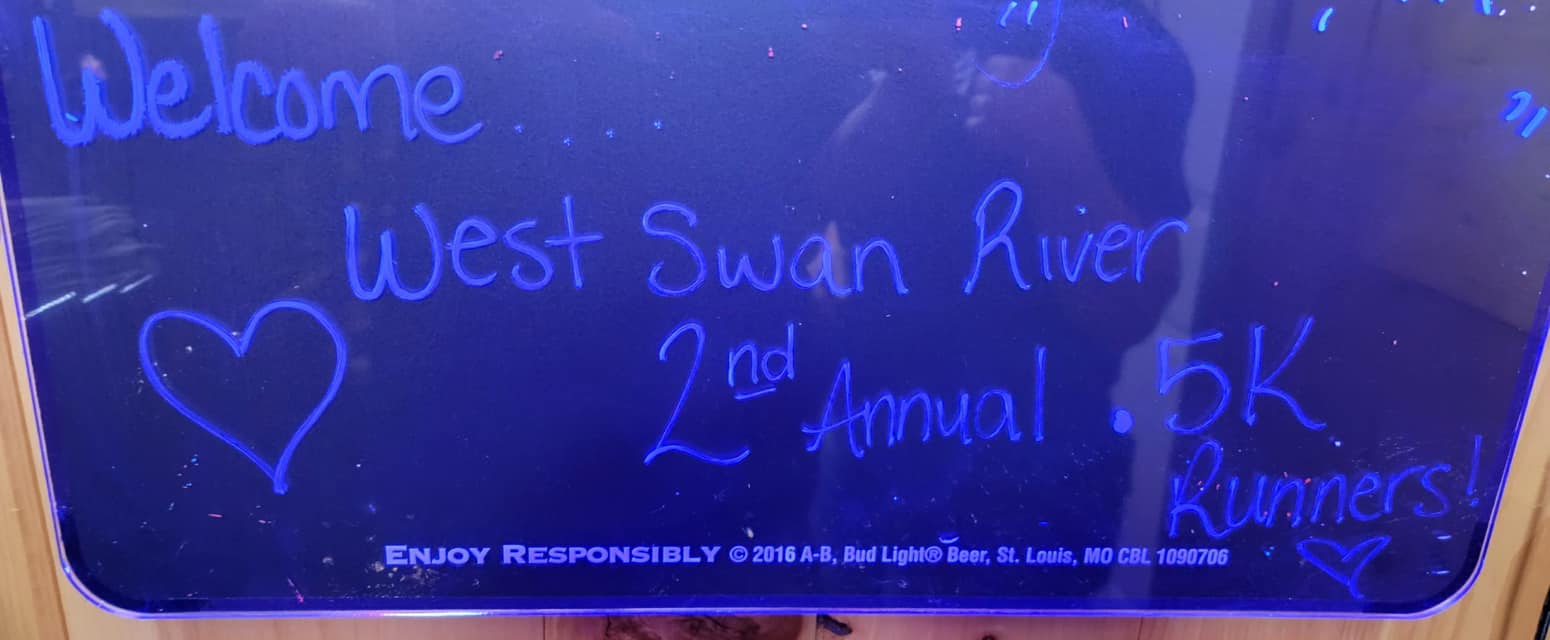 Welcome....
West Swan River
2nd Annual .5K
Runners!
ENJOY RESPONSIBLY © 2016 A-B, Bud Light® Beer, St. Louis, MO CBL 1090706